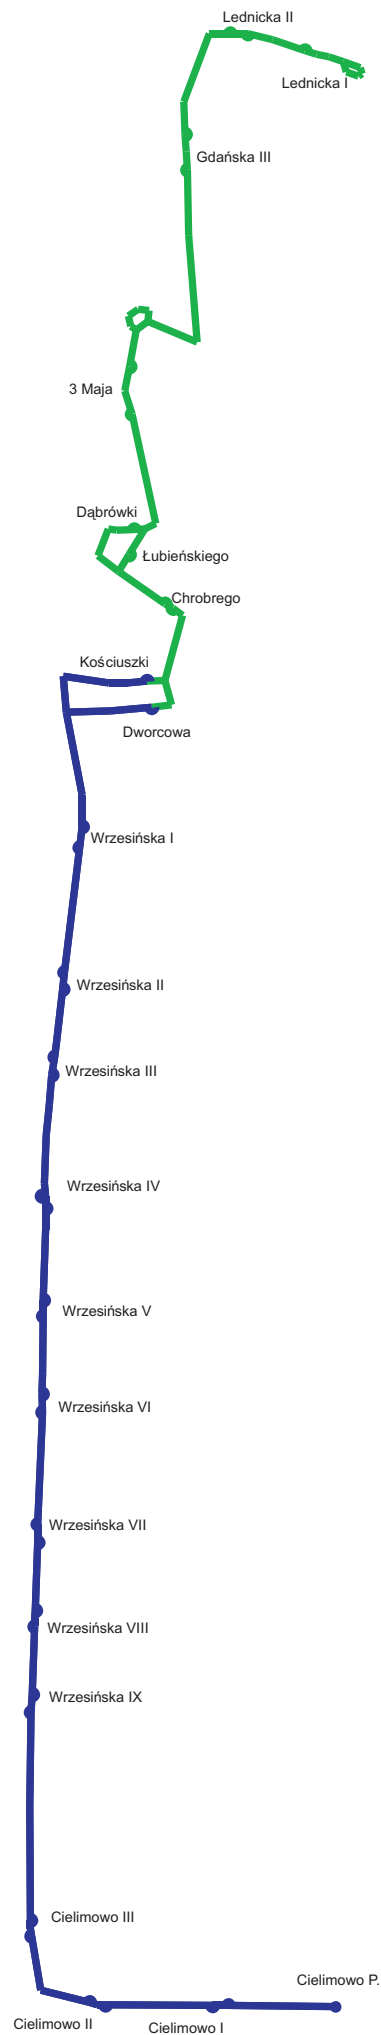 Lednicka II
Lednicka I
Gdańska III
3 Maja
Dąbrówki
Łubieńskiego
Chrobrego
Kościuszki
Dworcowa
Wrzesińska I
Wrzesińska II
Wrzesińska III
Wrzesińska IV
Wrzesińska V
Wrzesińska VI
Wrzesińska VII
Wrzesińska VIII
Wrzesińska IX
Cielimowo III
Cielimowo P.
Cielimowo II
Cielimowo I